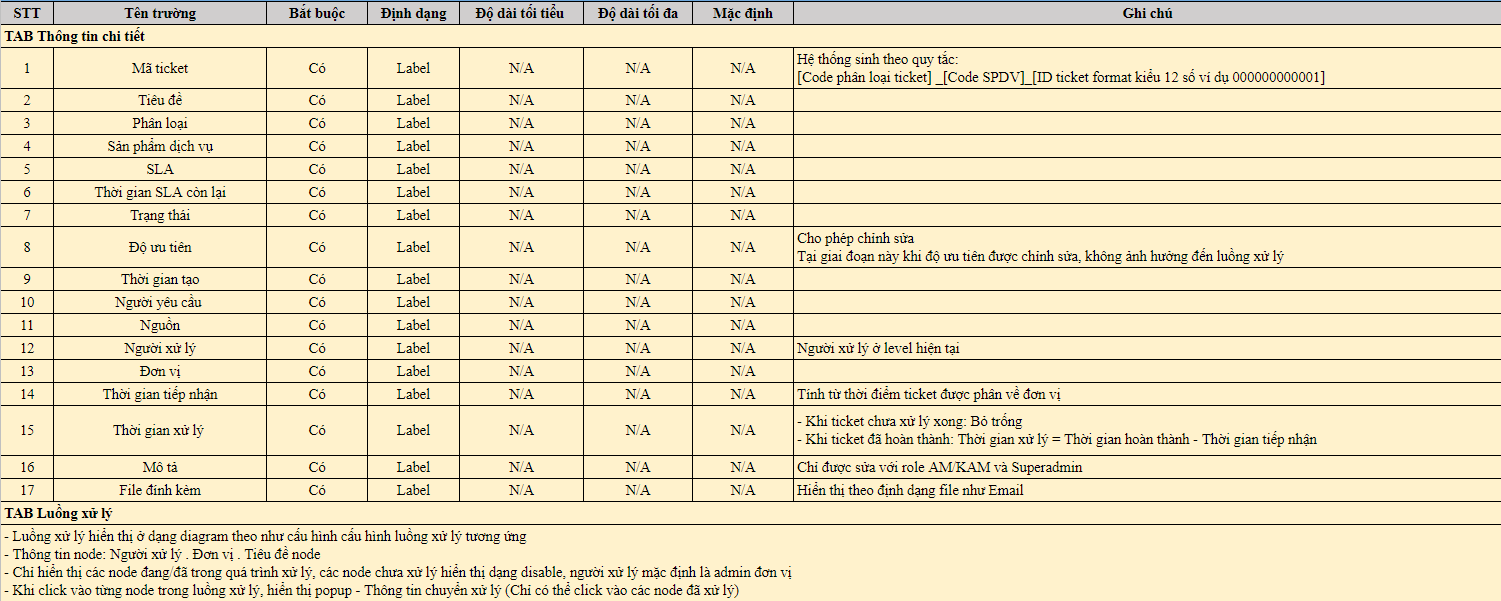 STT Tên trường Bắt buộc Định dạng Độ dài tối tiểu Độ dài tối đa Mặc định Ghi chú
TAB Thông tin chi tiết
1 Mã ticket Có Label N/A N/A N/A Hệ thống sinh theo quy tắc:
[Code phân loại ticket] _[Code SPDV]_[ID ticket format kiểu 12 số ví dụ 000000000001]
2 Tiêu đề Có Label N/A N/A N/A
3 Phân loại Có Label N/A N/A N/A
4 Sản phẩm dịch vụ Có Label N/A N/A N/A
5 SLA Có Label N/A N/A N/A
6 Thời gian SLA còn lại Có Label N/A N/A N/A
7 Trạng thái Có Label N/A N/A N/A
8 Độ ưu tiên Có Label N/A N/A N/A Cho phép chỉnh sửa
Tại giai đoạn này khi độ ưu tiên được chỉnh sửa, không ảnh hưởng đến luồng xử lý
9 Thời gian tạo Có Label N/A N/A N/A
10 Người yêu cầu Có Label N/A N/A N/A
11 Nguồn Có Label N/A N/A N/A
12 Người xử lý Có Label N/A N/A N/A Người xử lý ở level hiện tại
13 Đơn vị Có Label N/A N/A N/A
14 Thời gian tiếp nhận Có Label N/A N/A N/A Tính từ thời điểm ticket được phân về đơn vị
15 Thời gian xử lý Có Label N/A N/A N/A - Khi ticket chưa xử lý xong: Bỏ trống
- Khi ticket đã hoàn thành: Thời gian xử lý = Thời gian hoàn thành - Thời gian tiếp nhận
16 Mô tả Có Label N/A N/A N/A Chỉ được sửa với role AM/KAM và Superadmin
17 File đính kèm Có Label N/A N/A N/A Hiển thị theo định dạng file như Email
TAB Luồng xử lý
- Luồng xử lý hiển thị ở dạng diagram theo như cấu hình cấu hình luồng xử lý tương ứng
- Thông tin node: Người xử lý . Đơn vị . Tiêu đề node
- Chỉ hiển thị các node đang/đã trong quá trình xử lý, các node chưa xử lý hiển thị dạng disable, người xử lý mặc định là admin đơn vị
- Khi click vào từng node trong luồng xử lý, hiển thị popup - Thông tin chuyển xử lý (Chỉ có thể click vào các node đã xử lý)